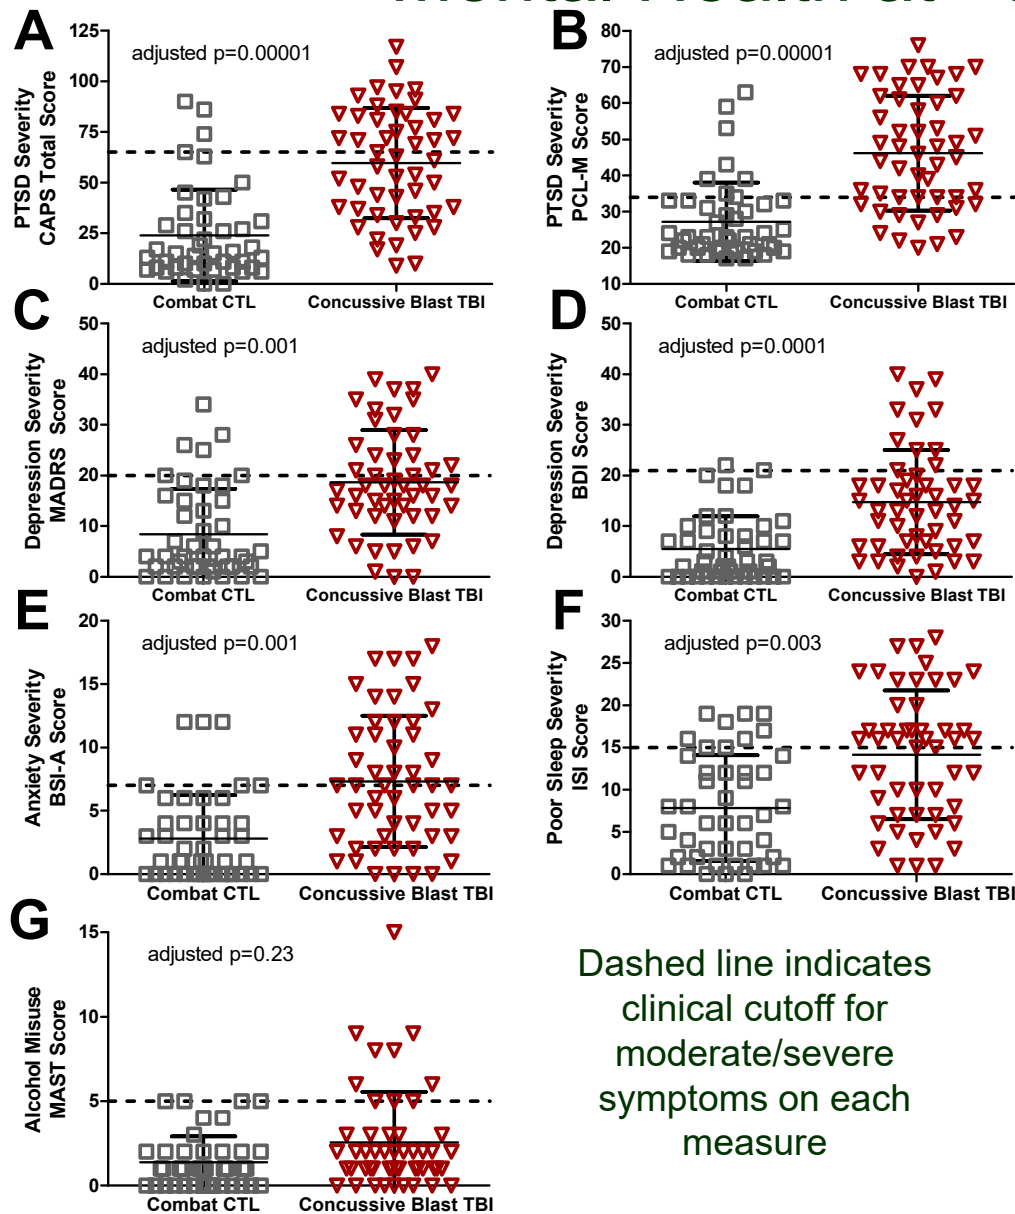 A
125
100
75
50
25
0
PTSD Severity
CAPS Total Score
adjusted p=0.00001
Combat CTL
Concussive Blast TBI
B
80
70
60
50
40
30
20
10
PTSD Severity
PCL-M Score
adjusted p=0.00001
Combat CTL
Concussive Blast TBI
C
50
40
30
20
10
0
Depression Severity
MADRS Score
adjusted p=0.001
Combat CTL
Concussive Blast TBI
D
50
40
30
20
10
0
Depression Severity
BDI Score
adjusted p=0.0001
Combat CTL
Concussive Blast TBI
E
20
15
10
5
0
Anxiety Severity
BSI-A Score
adjusted p=0.001
Combat CTL
Concussive Blast TBI
F
30
25
20
15
10
5
0
Poor Sleep Severity
ISI Score
adjusted p=0.003
Combat CTL
Concussive Blast TBI
G
15
10
5
0
Alcohol Misuse
MAST Score
adjusted p=0.23
Combat CTL
Concussive Blast TBI
Dashed line indicates
clinical cutoff for
moderate/severe
symptoms on each
measure